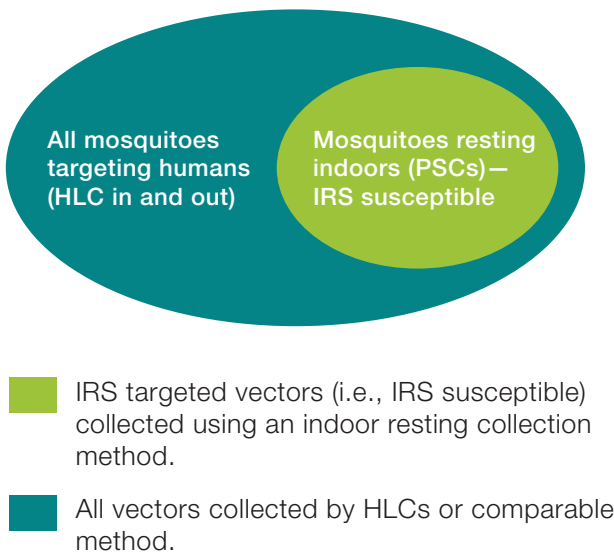 All mosquitoes
targeting humans
(HLC in and out)
Mosquitoes resting
indoors (PSCs)—
IRS susceptible
IRS targeted vectors (i.e., IRS susceptible)
collected using an indoor resting collection
method.
All vectors collected by HLCs or comparable
method.